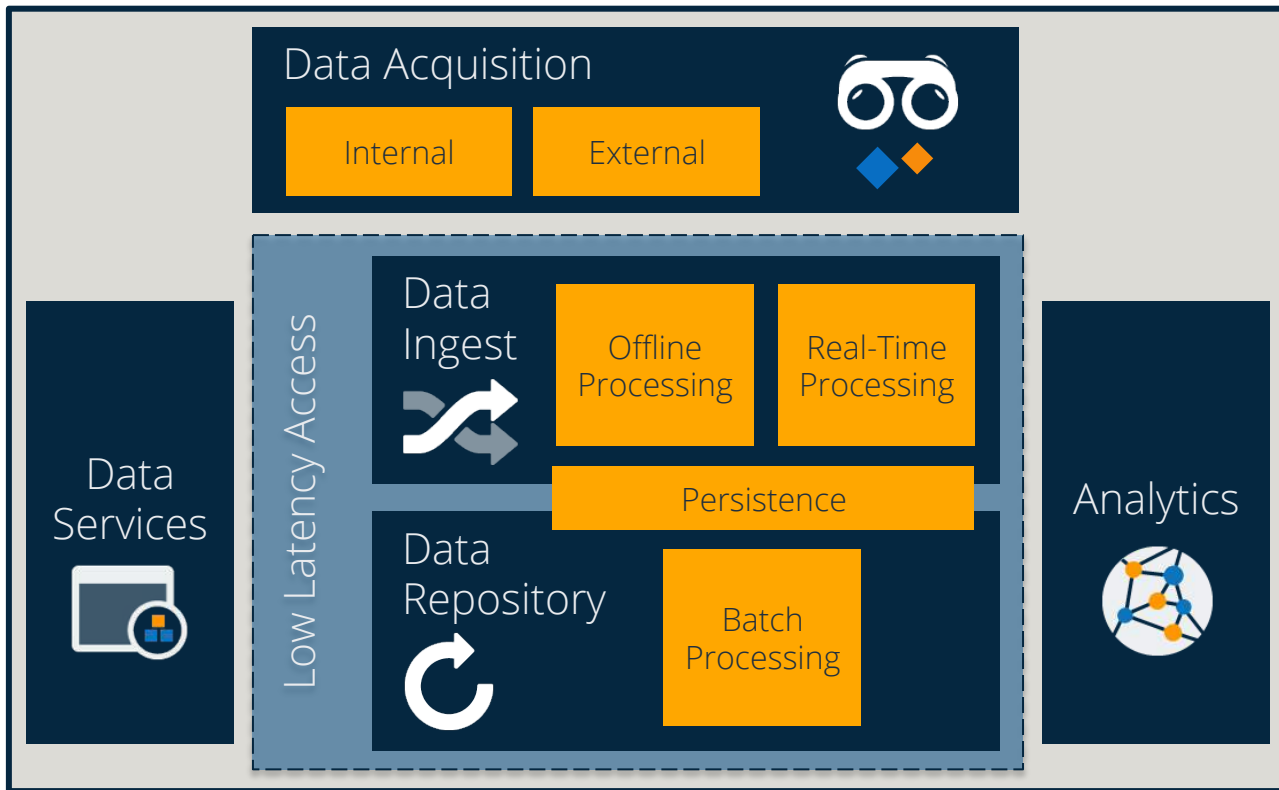 Data Acquisition
Internal
External
Low Latency Access
Data
Ingest
Offline
Processing
Real-Time
Processing
Persistence
Data
Repository
Batch
Processing
Data
Services
Analytics